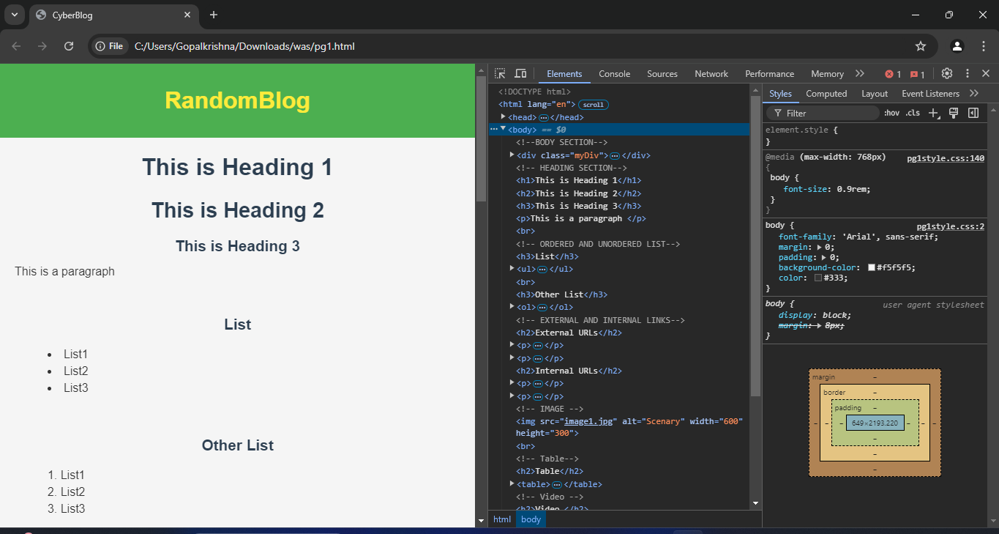 CyberBlog
File C:/Users/Gopalkrishna/Downloads/was/pg1.html
RandomBlog
This is Heading 1
This is Heading 2
This is Heading 3
This is a paragraph
List
• List1
• List2
• List3
Other List
1. List1
2. List2
3. List3
Elements Console Sources Network Performance Memory 1 1
<!DOCTYPE html>
<html lang="en"> scroll
<head> … </head>
<body> == $0
<!--BODY SECTION-->
<div class="myDiv"> … </div>
<!-- HEADING SECTION-->
<h1>This is Heading 1</h1>
<h2>This is Heading 2</h2>
<h3>This is Heading 3</h3>
<p>This is a paragraph </p>
<br>
<!-- ORDERED AND UNORDERED LIST-->
<h3>List</h3>
<ul> … </ul>
<br>
<h3>Other List</h3>
<ol> … </ol>
<!-- EXTERNAL AND INTERNAL LINKS-->
<h2>External URLs</h2>
<p> … </p>
<p> … </p>
<h2>Internal URLs</h2>
<p> … </p>
<p> … </p>
<!-- IMAGE -->
<img src="image1.jpg" alt="Scenary" width="600"
height="300">
<br>
<!-- Table-->
<h2>Table</h2>
<table> … </table>
<!-- Video -->
<h2>Video </h2>
html body
Styles Computed Layout Event Listeners
Filter :hov .cls
element.style {
}
@media (max-width: 768px) pg1style.css:140
{
body {
font-size: 0.9rem;
}
}
body { pg1style.css:2
font-family: 'Arial', sans-serif;
margin: 0;
padding: 0;
background-color: #f5f5f5;
color: #333;
}
body { user agent stylesheet
display: block;
margin: 8px;
}
margin –
border –
padding –
– – – 649×2193.220 – – –
–
–
–